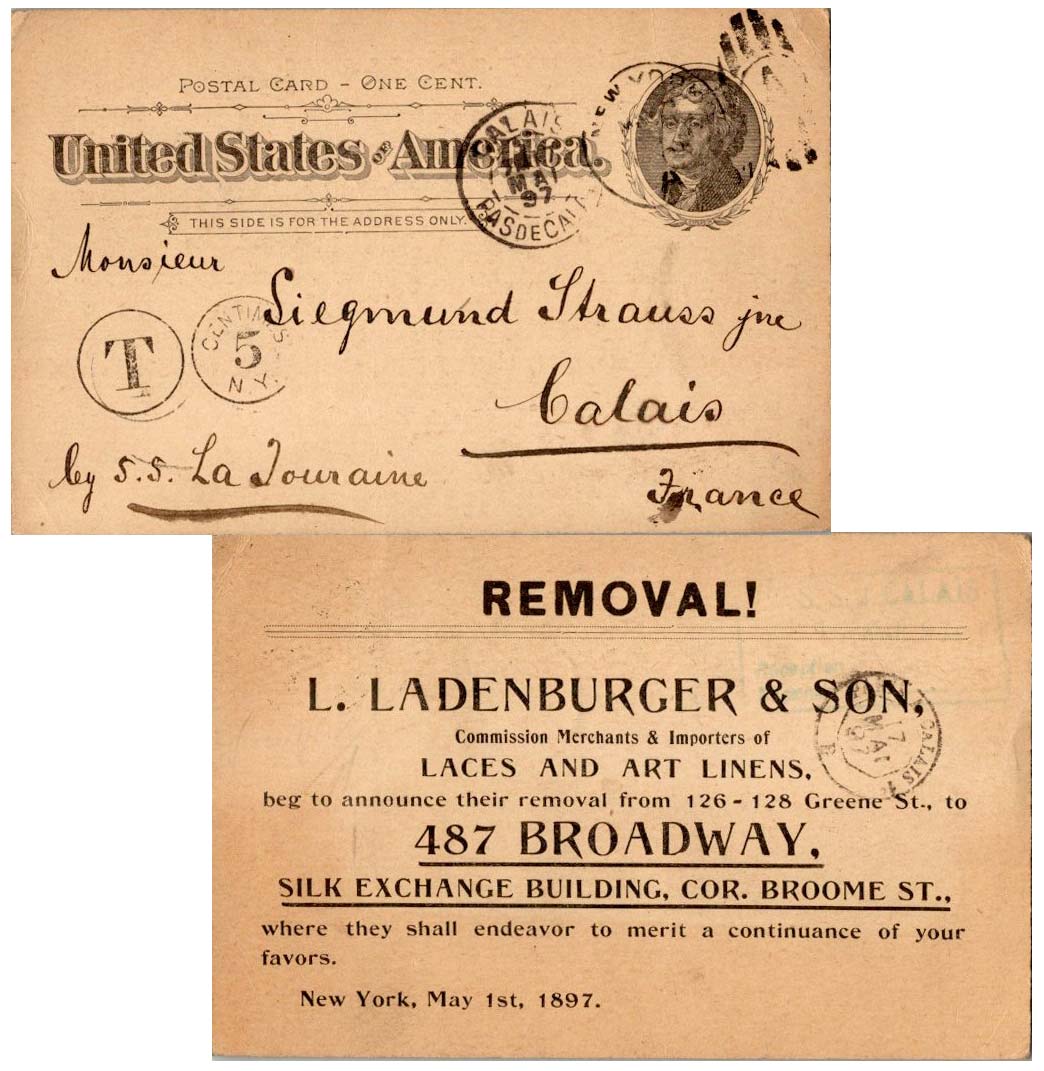 POSTAL CARD - ONE CENT.
United States of America.
THIS SIDE IS FOR THE ADDRESS ONLY.
CALAIS
MAI
97
PAS DE CALAIS
NEW YORK
Monsieur
Siegmund Strauss jne
T
CENTIMES
5
N.Y.
Calais
by S.S. La Touraine
France
REMOVAL!
L. LADENBURGER & SON,
Commission Merchants & Importers of
LACES AND ART LINENS,
beg to announce their removal from 126 - 128 Greene St., to
487 BROADWAY,
SILK EXCHANGE BUILDING, COR. BROOME ST.,
where they shall endeavor to merit a continuance of your
favors.
New York, May 1st, 1897.
CALAIS
17
MAI
97